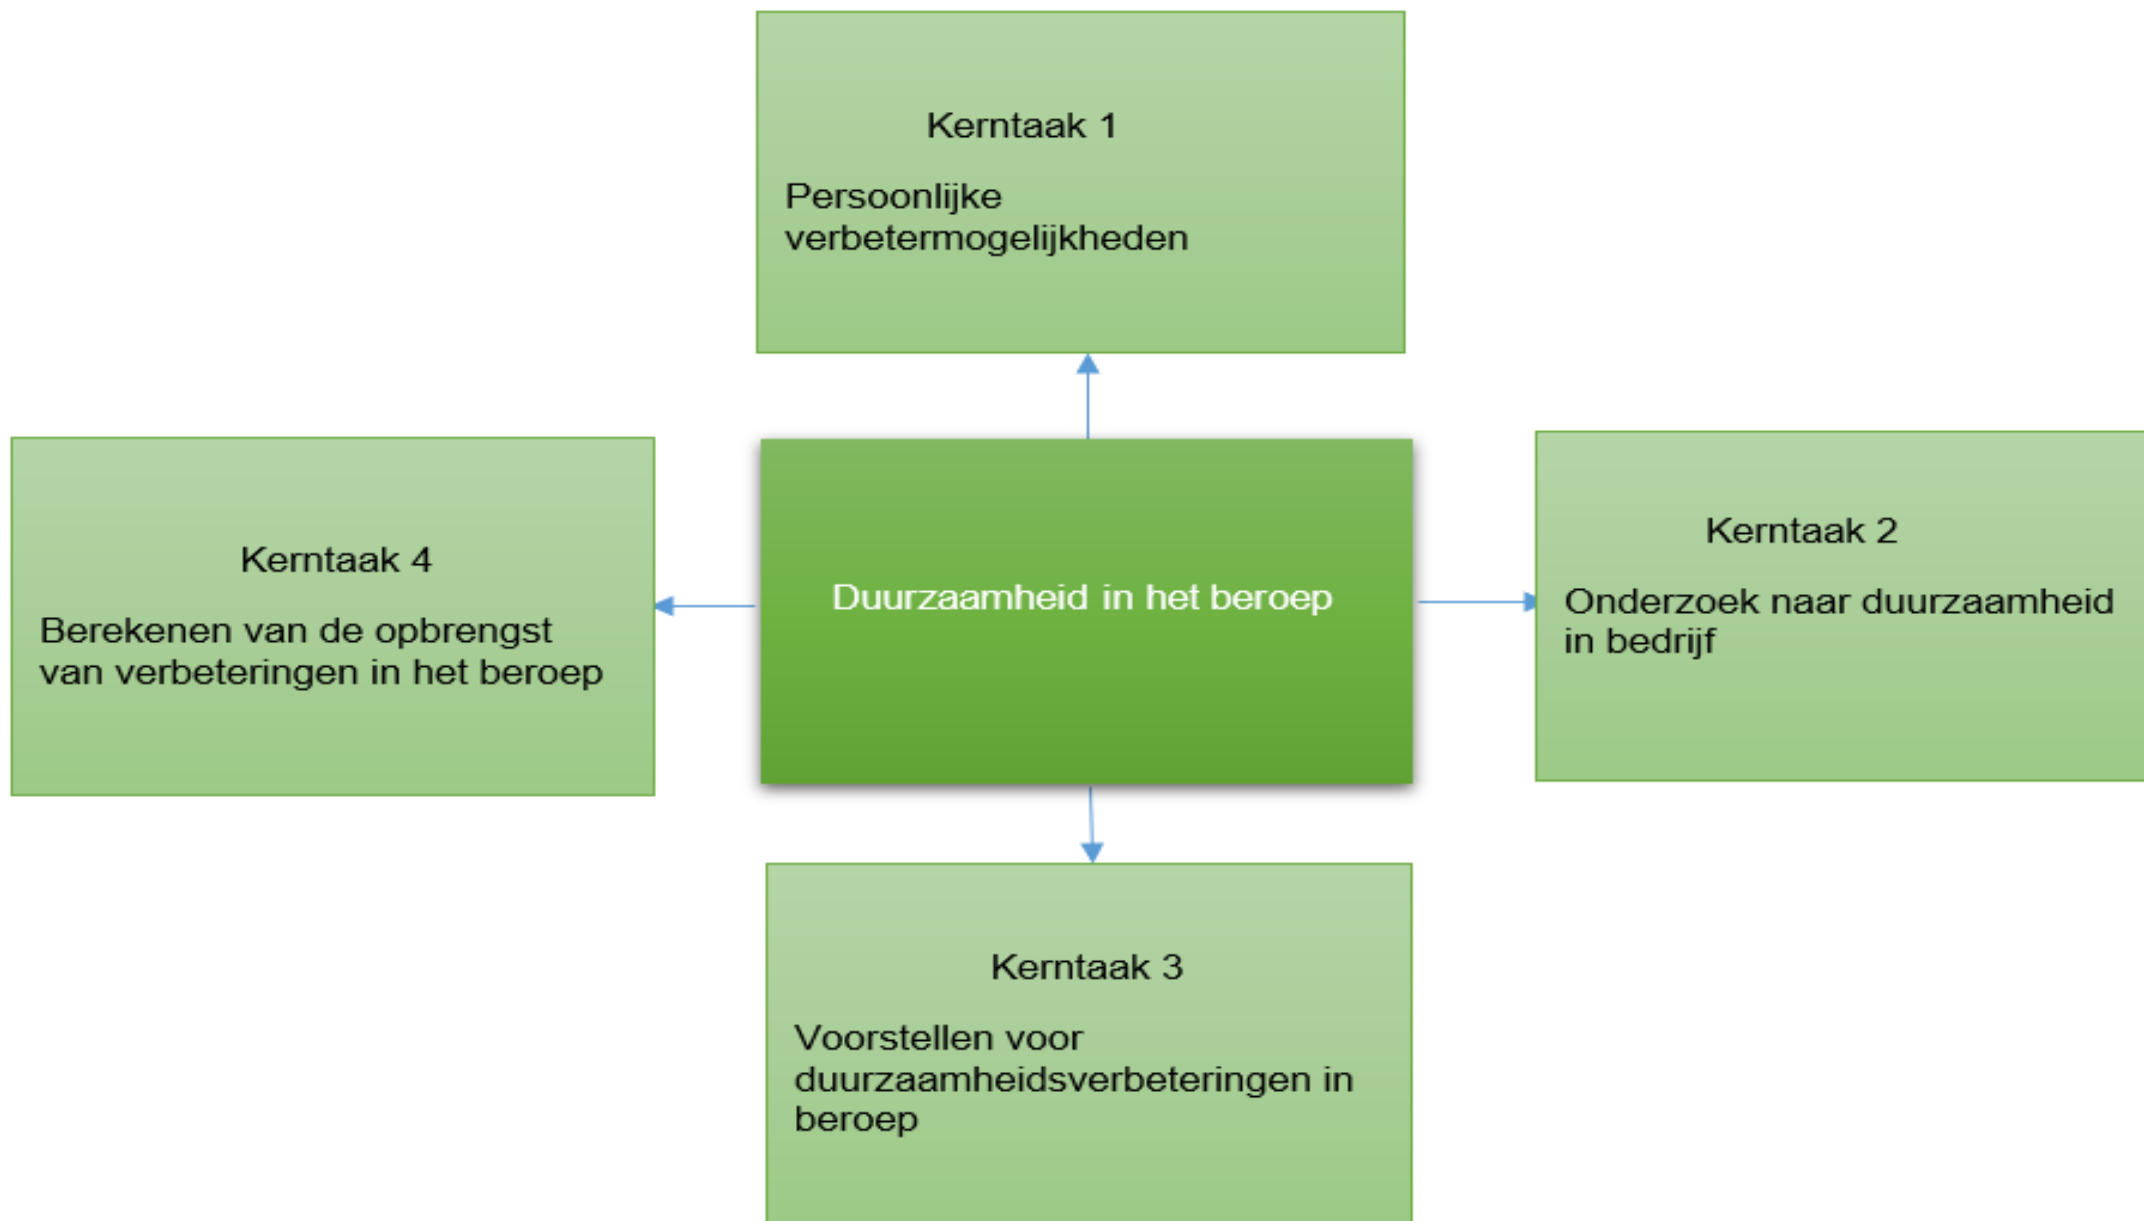 Kerntaak 1
Persoonlijke
verbetermogelijkheden
Kerntaak 4
Berekenen van de opbrengst
van verbeteringen in het beroep
Duurzaamheid in het beroep
Kerntaak 2
Onderzoek naar duurzaamheid
in bedrijf
Kerntaak 3
Voorstellen voor
duurzaamheidsverbeteringen in
beroep